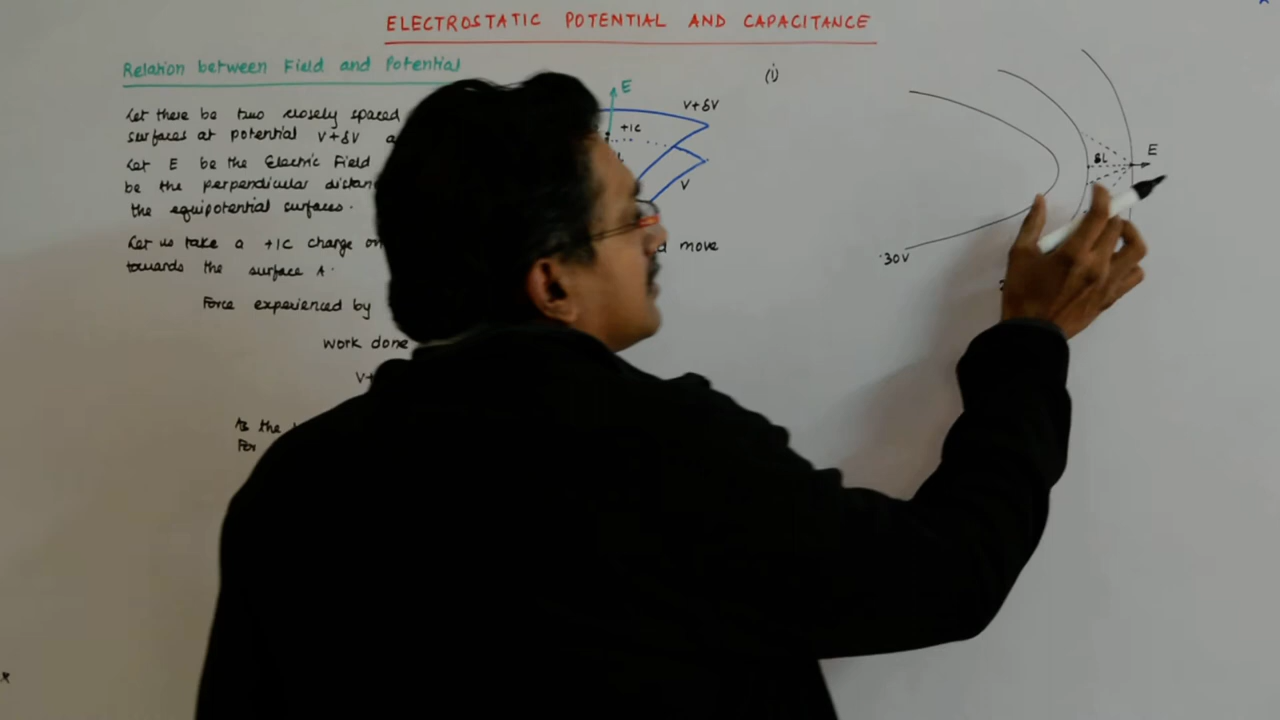 ELECTROSTATIC POTENTIAL AND CAPACITANCE
Relation between Field and Potential
Let there be two closely spaced
surfaces at potential V+δV
Let E be the Electric Field
be the perpendicular
the equipotential surfaces.
Let us take a +1C charge
move
towards the surface A.
Force experienced by
work done
As the
For
E
V+δV
+1C
V
(i)
δL
E
30V